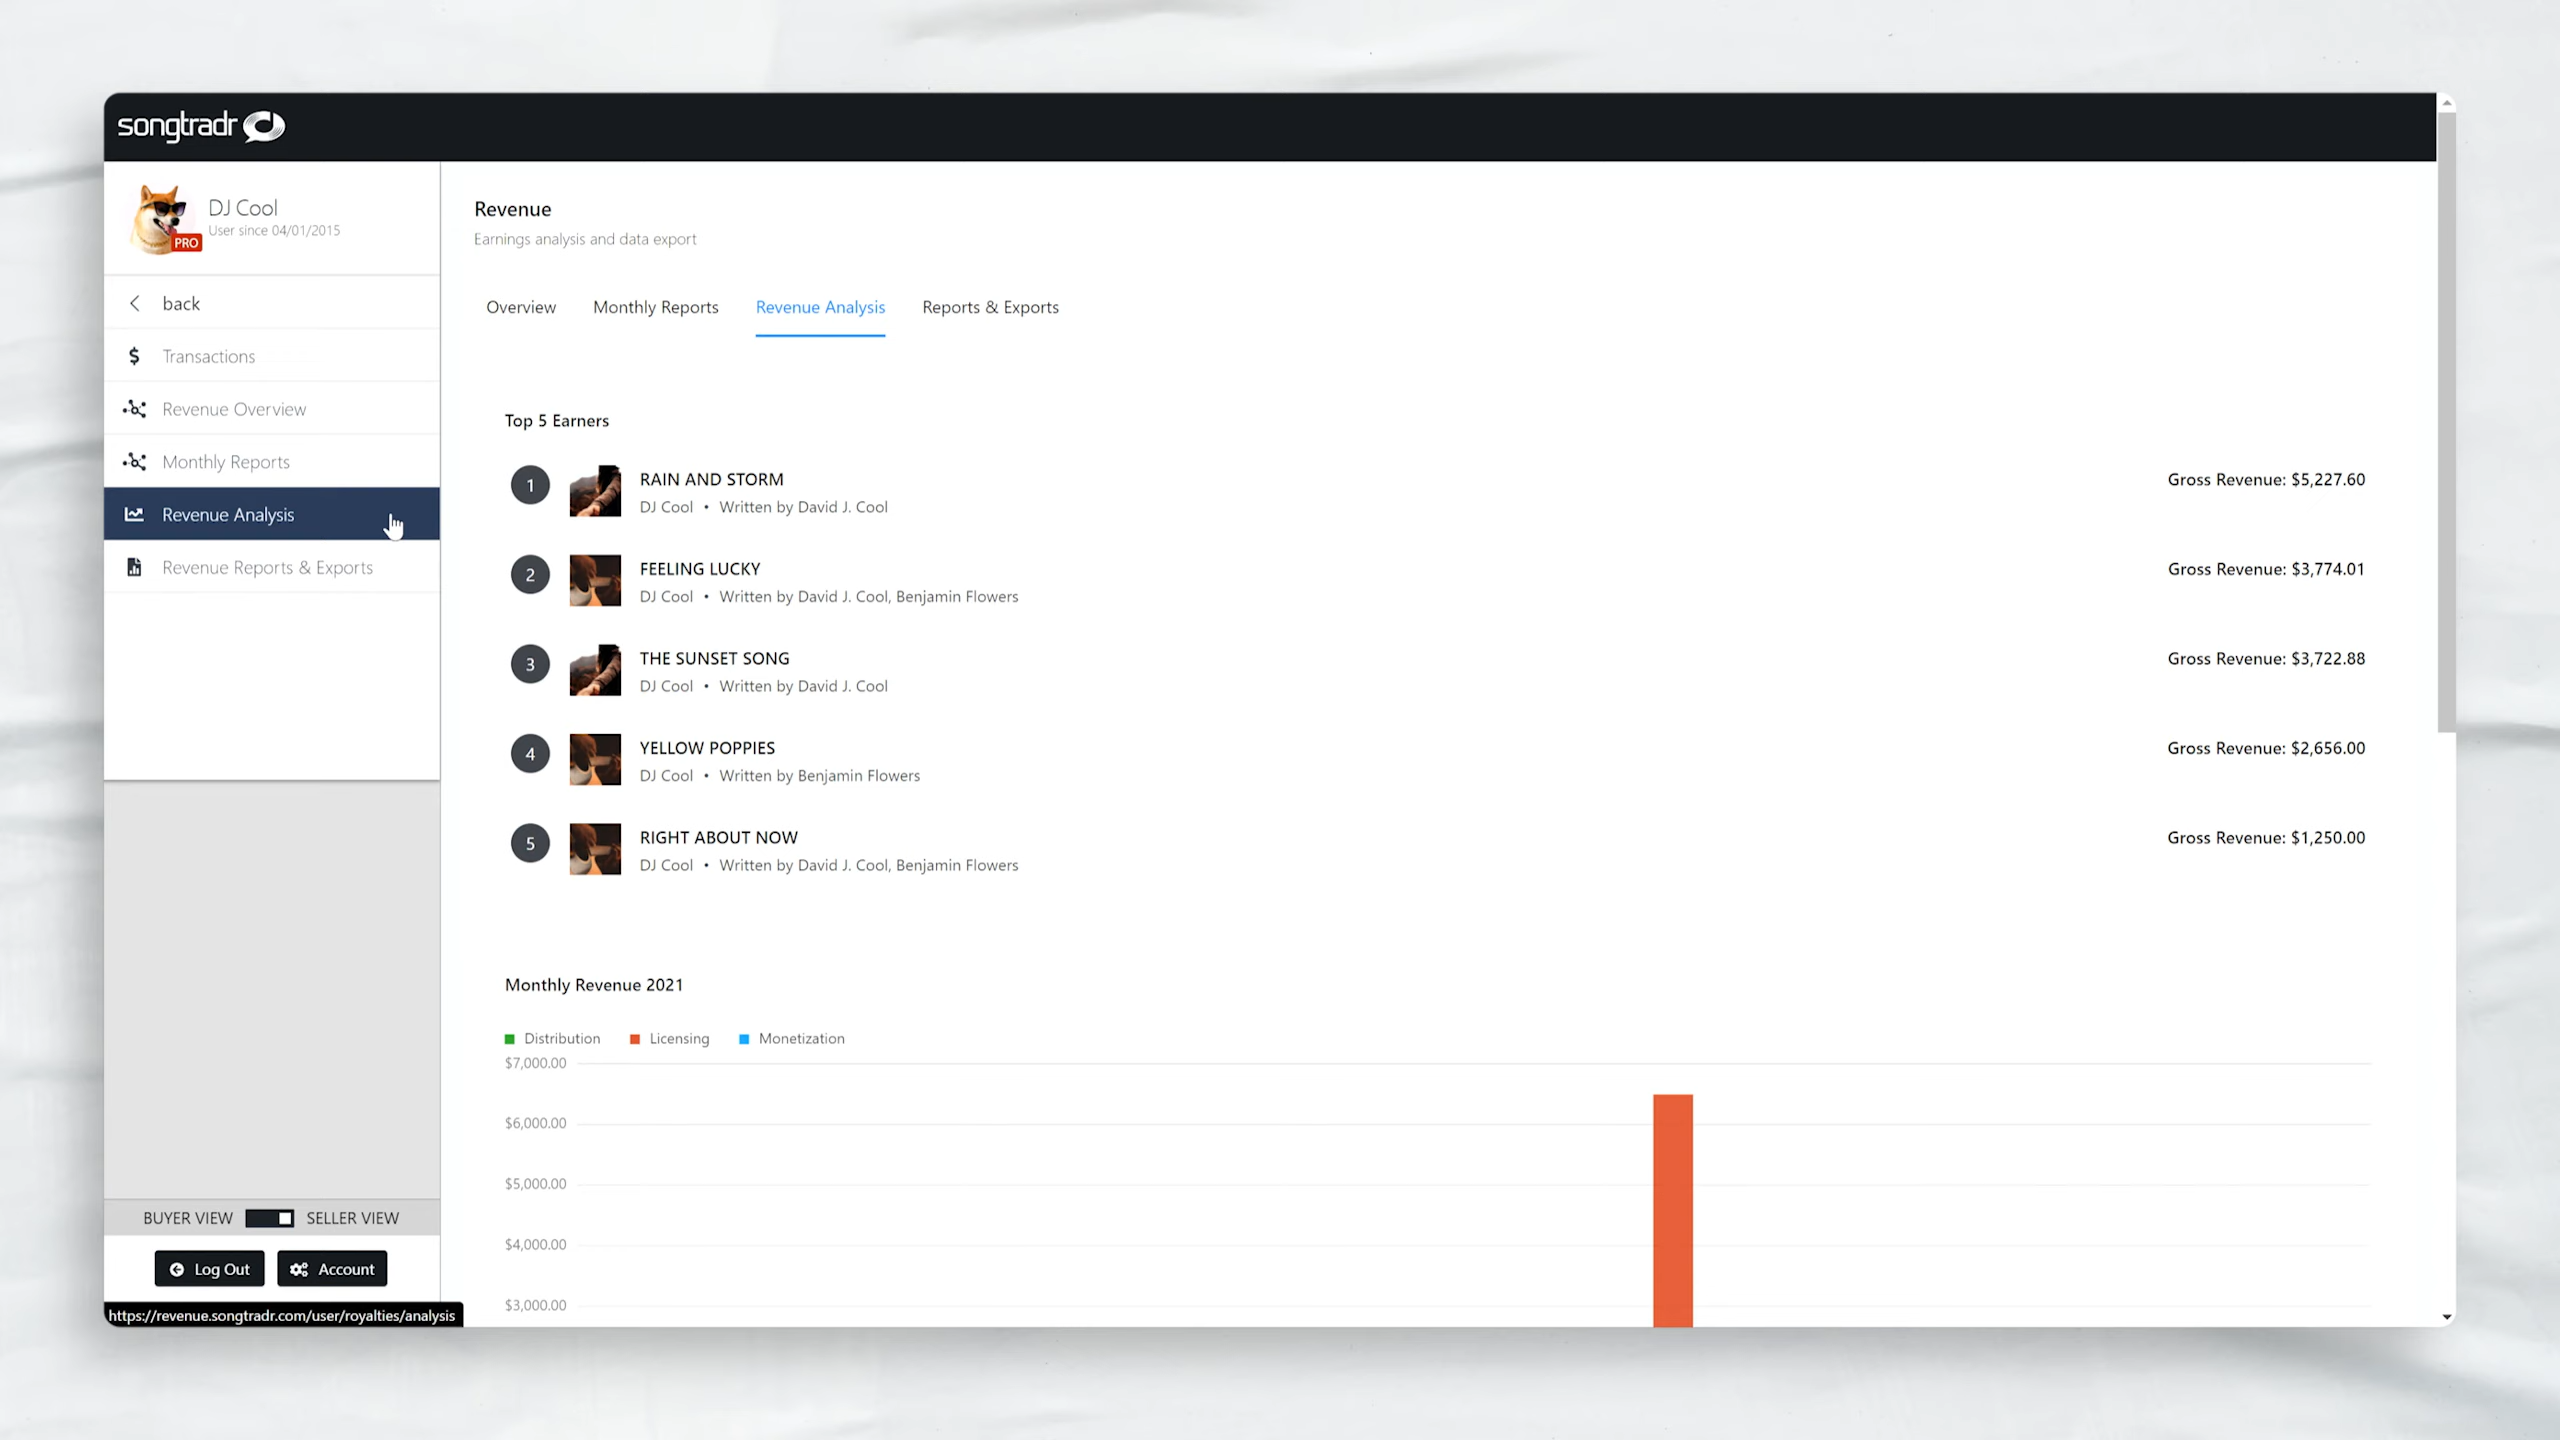 songtradr
DJ Cool
User since 04/01/2015
PRO
back
Transactions
Revenue Overview
Monthly Reports
Revenue Analysis
Revenue Reports & Exports
BUYER VIEW SELLER VIEW
Log Out Account
https://revenue.songtradr.com/user/royalties/analysis
Revenue
Earnings analysis and data export
Overview Monthly Reports Revenue Analysis Reports & Exports
Top 5 Earners
1 RAIN AND STORM Gross Revenue: $5,227.60
DJ Cool • Written by David J. Cool
2 FEELING LUCKY Gross Revenue: $3,774.01
DJ Cool • Written by David J. Cool, Benjamin Flowers
3 THE SUNSET SONG Gross Revenue: $3,722.88
DJ Cool • Written by David J. Cool
4 YELLOW POPPIES Gross Revenue: $2,656.00
DJ Cool • Written by Benjamin Flowers
5 RIGHT ABOUT NOW Gross Revenue: $1,250.00
DJ Cool • Written by David J. Cool, Benjamin Flowers
Monthly Revenue 2021
Distribution Licensing Monetization
$7,000.00
$6,000.00
$5,000.00
$4,000.00
$3,000.00